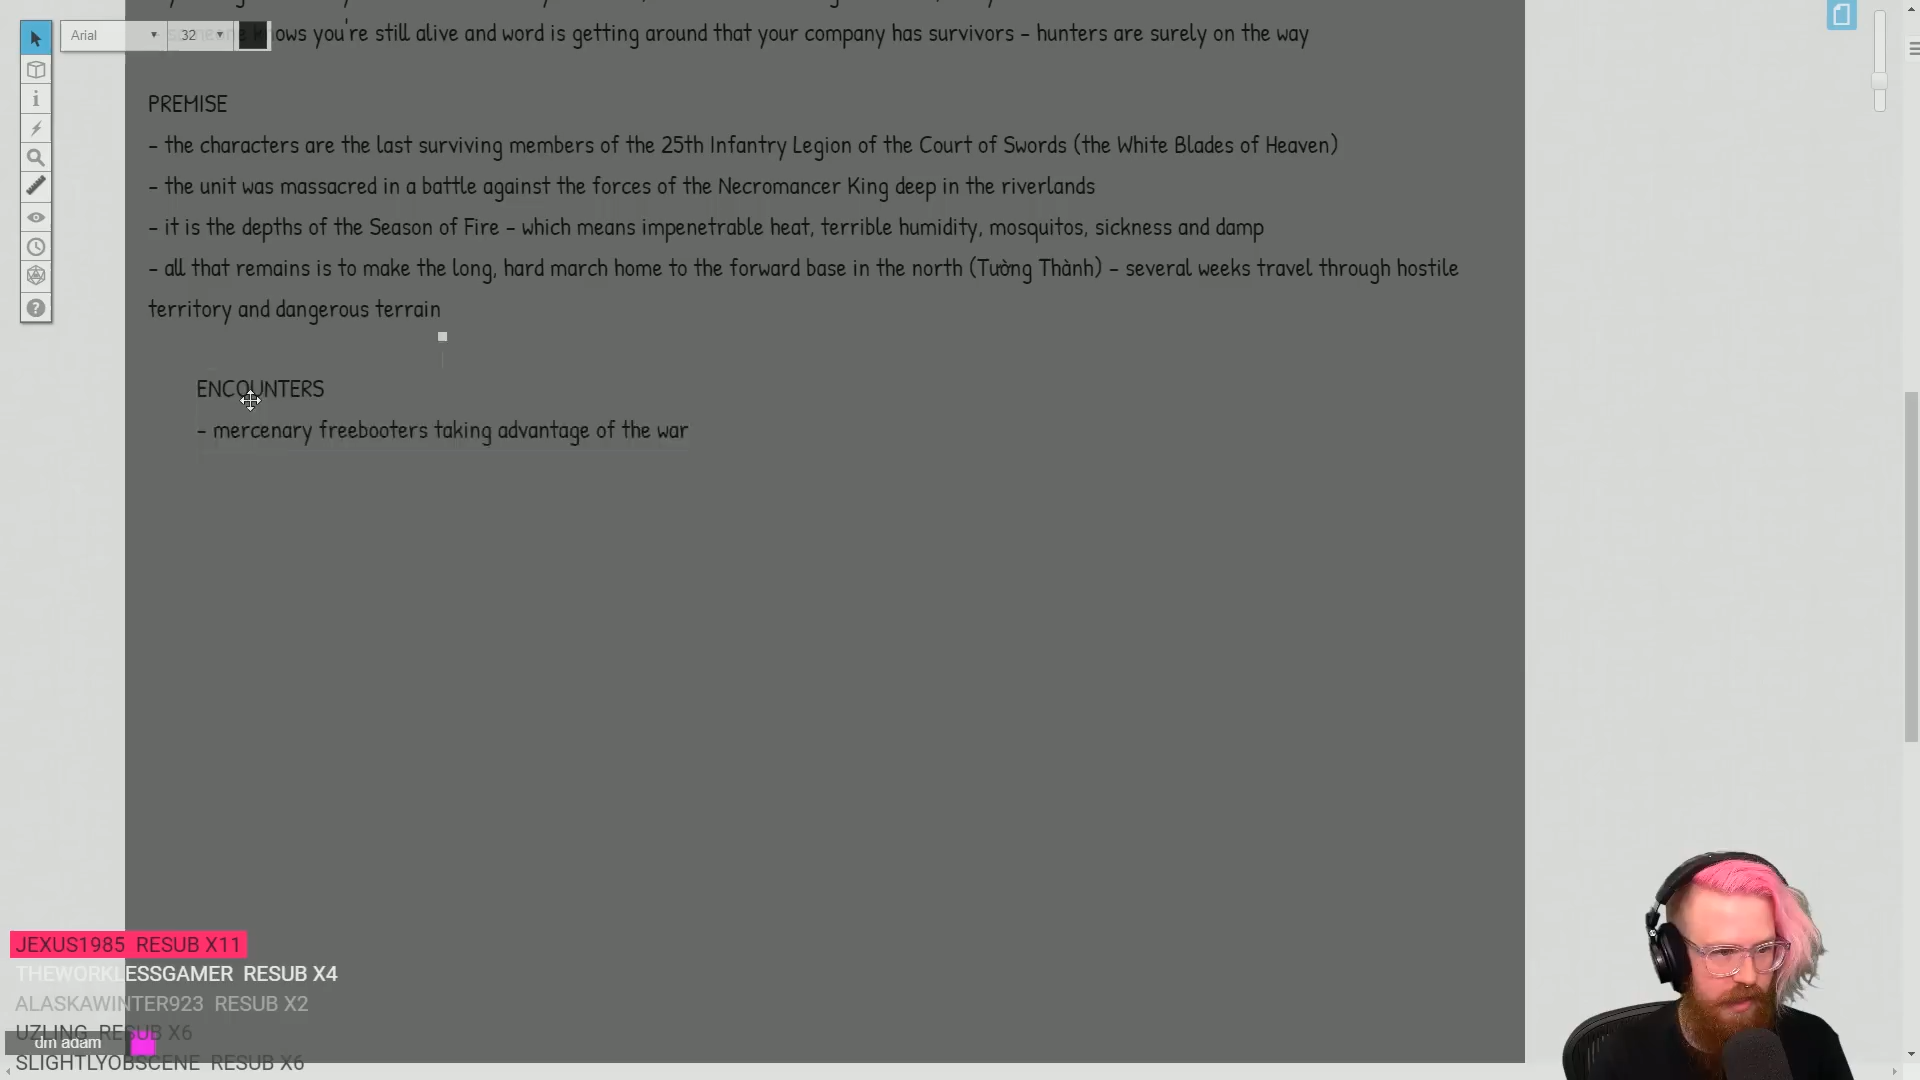 Arial
32
knows you're still alive and word is getting around that your company has survivors - hunters are surely on the way
PREMISE
- the characters are the last surviving members of the 25th Infantry Legion of the Court of Swords (the White Blades of Heaven)
- the unit was massacred in a battle against the forces of the Necromancer King deep in the riverlands
- it is the depths of the Season of Fire - which means impenetrable heat, terrible humidity, mosquitos, sickness and damp
- all that remains is to make the long, hard march home to the forward base in the north (Tường Thành) - several weeks travel through hostile
territory and dangerous terrain
ENCOUNTERS
- mercenary freebooters taking advantage of the war
JEXUS1985 RESUB X11
THEWORKLESSGAMER RESUB X4
ALASKAWINTER923 RESUB X2
UZLING RESUB X6
dm adam
SLIGHTLYOBSCENE RESUB X6